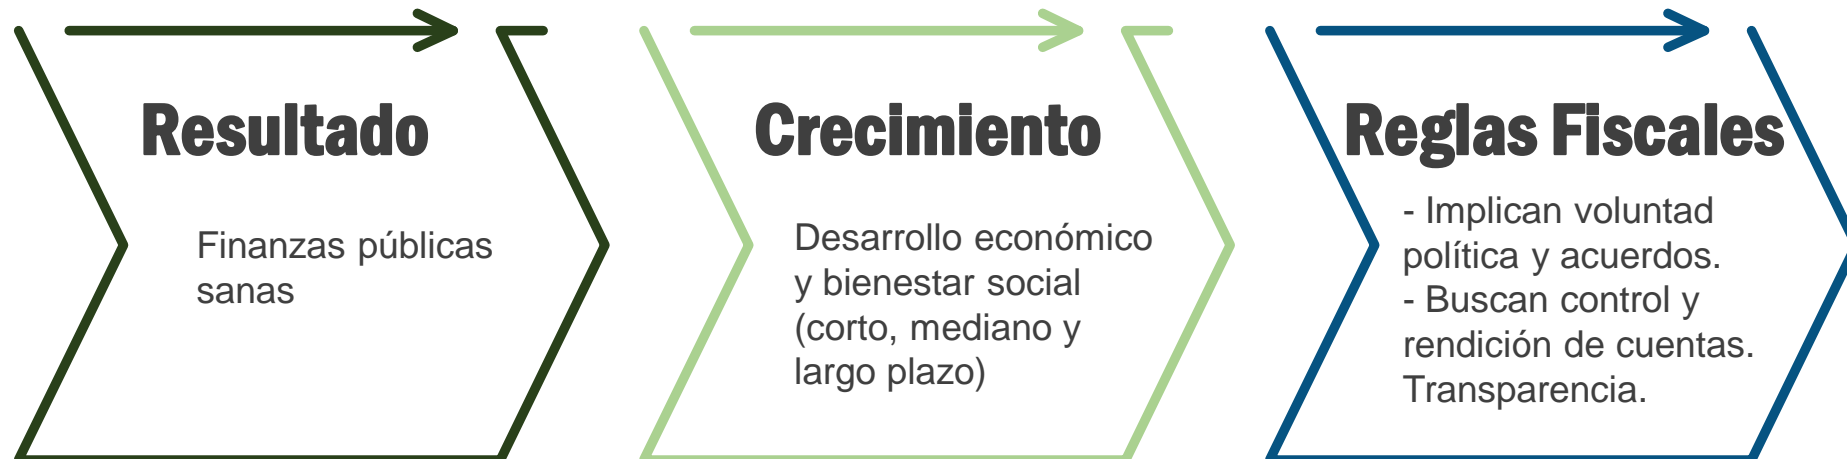 Resultado
Finanzas públicas
sanas
Crecimiento
Desarrollo económico
y bienestar social
(corto, mediano y
largo plazo)
Reglas Fiscales
- Implican voluntad
política y acuerdos.
- Buscan control y
rendición de cuentas.
Transparencia.